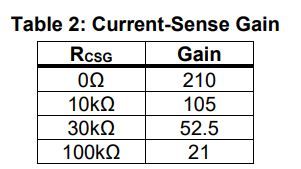 Table 2: Current-Sense Gain
RCSG Gain
0Ω 210
10kΩ 105
30kΩ 52.5
100kΩ 21